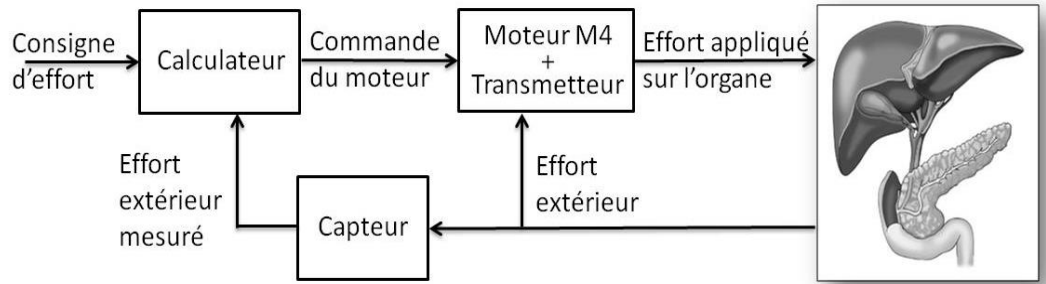 Consigne
d'effort
Calculateur
Commande
du moteur
Moteur M4
+
Transmetteur
Effort appliqué
sur l'organe
Effort
extérieur
mesuré
Capteur
Effort
extérieur